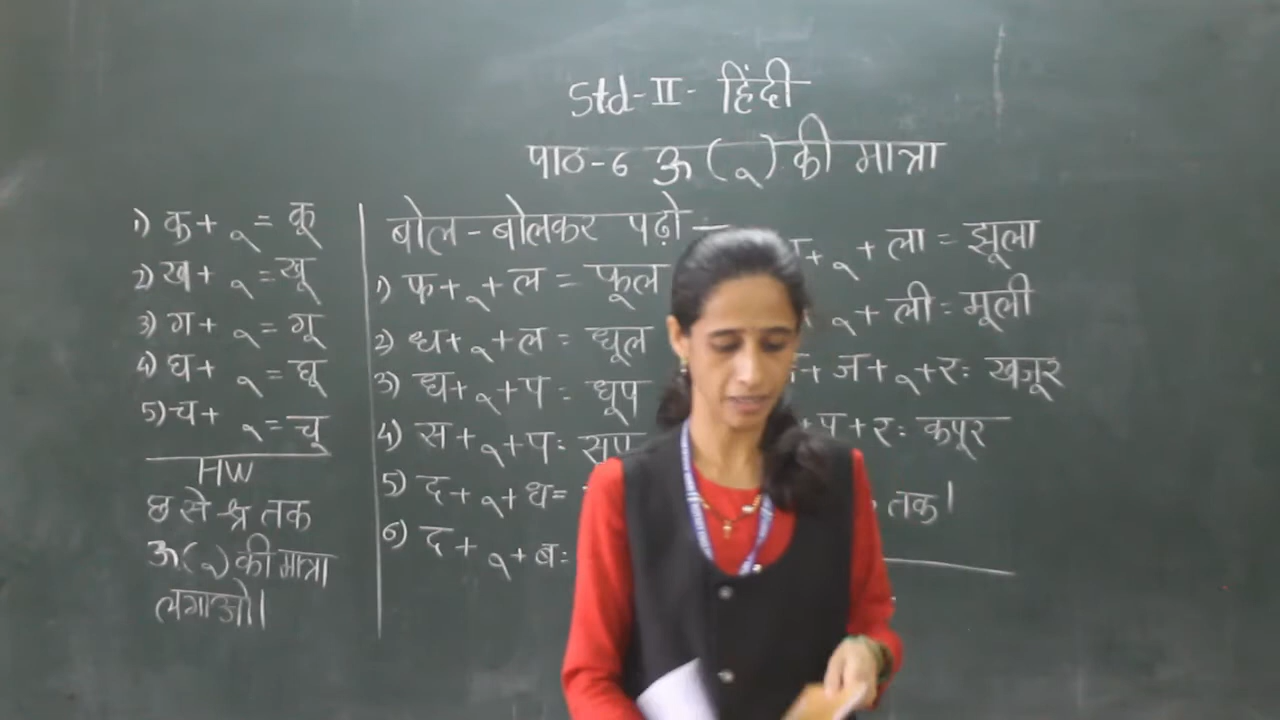 Std-II- हिंदी
पाठ-6 ऊ (ू) की मात्रा
1) क+ ू = कू
2) ख+ ू = खू
3) ग+ ू = गू
4) घ+ ू = घू
5) च+ ू = चू
HW
छ से श्र तक
ऊ (ू) की मात्रा
लगाओ।
बोल-बोलकर पढ़ो-
1) फ+ ू + ल = फूल
2) ध+ ू + ल = धूल
3) ध+ ू + प = धूप
4) स+ ू + प =
5) द+ ू + ध =
6) द+ ू + ब =
+ ू + ला = झूला
ू + ली = मूली
+ ज + ू + र = खजूर
+ प + र = कपूर
तक।